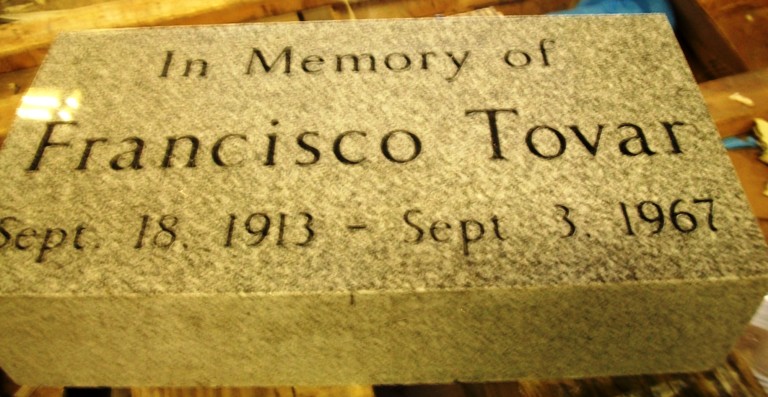 In Memory of
Francisco Tovar
Sept. 18. 1913 - Sept 3. 1967